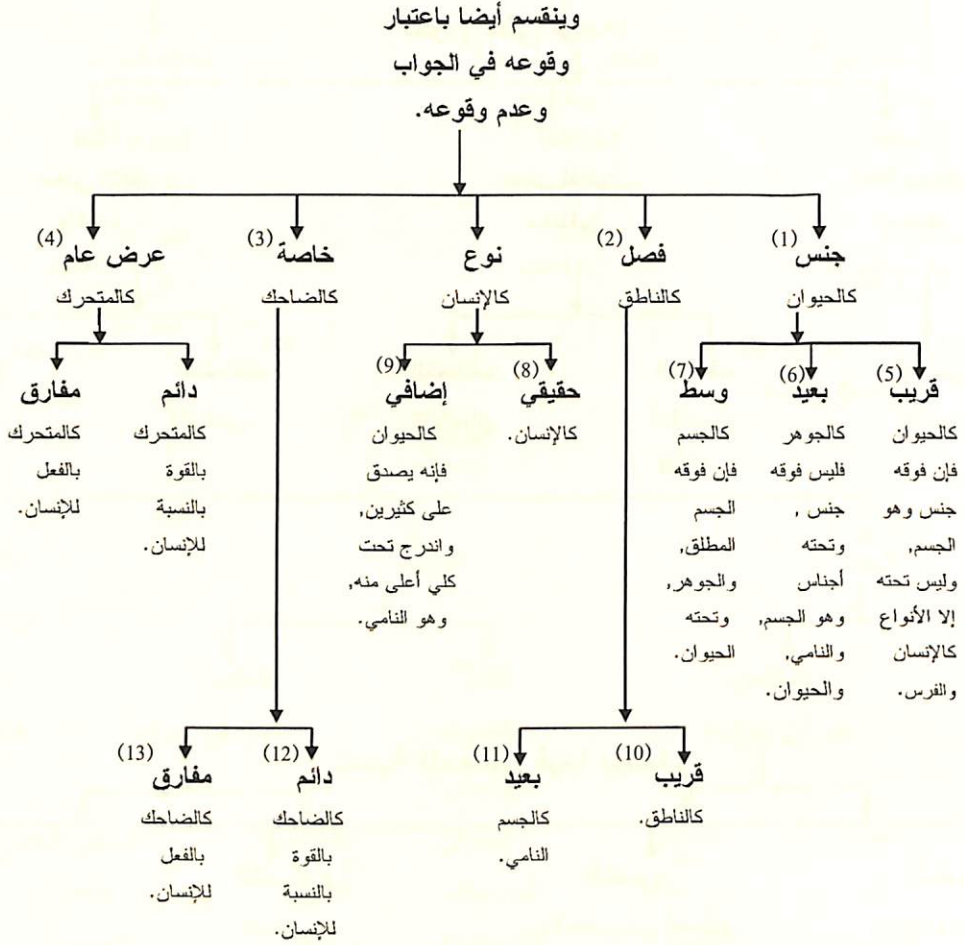 وينقسم أيضا باعتبار
وقوعه في الجواب
وعدم وقوعه.
جنس (1)
كالحيوان
فصل (2)
كالناطق
نوع
كالإنسان
خاصة (3)
كالضاحك
عرض عام (4)
كالمتحرك
قريب (5)
كالحيوان
فإن فوقه
جنس وهو
الجسم,
وليس تحته
إلا الأنواع
كالإنسان
والفرس.
بعيد (6)
كالجوهر
فليس فوقه
جنس ,
وتحته
أجناس
وهو الجسم,
والنامي,
والحيوان.
وسط (7)
كالجسم
فإن فوقه
الجسم
المطلق,
والجوهر,
وتحته
الحيوان.
حقيقي (8)
كالإنسان.
إضافي (9)
كالحيوان
فإنه يصدق
على كثيرين,
واندرج تحت
كلي أعلى منه,
وهو النامي.
دائم
كالمتحرك
بالقوة
بالنسبة
للإنسان.
مفارق
كالمتحرك
بالفعل
للإنسان.
قريب (10)
كالناطق.
بعيد (11)
كالجسم
النامي.
دائم (12)
كالضاحك
بالقوة
بالنسبة
للإنسان.
مفارق (13)
كالضاحك
بالفعل
للإنسان.